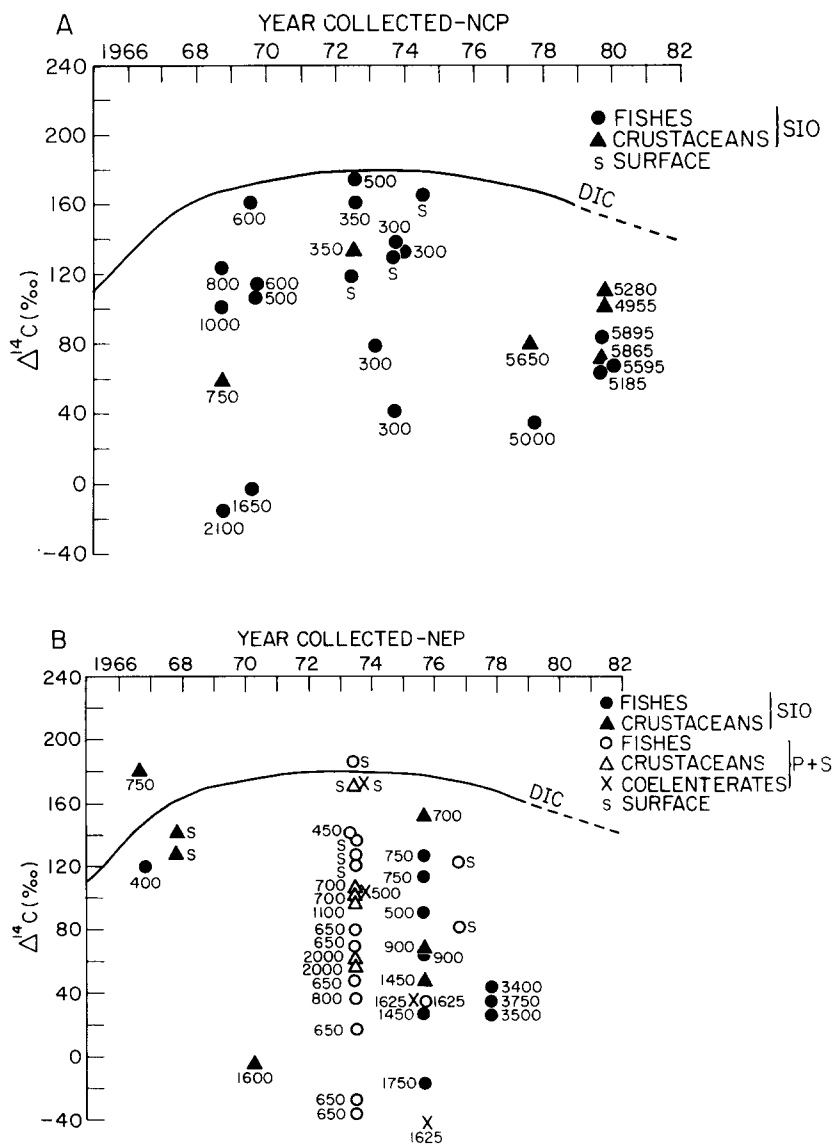 A
YEAR COLLECTED-NCP
1966 68 70 72 74 76 78 80 82
240
200
160
120
80
40
0
-40
Δ14C(‰)
● FISHES
▲ CRUSTACEANS
SIO
S SURFACE
DIC
500
600
350
S
300
350
300
800
600
S
S
500
1000
5280
4955
300
5895
5650
5865
750
5595
5185
300
5000
1650
2100
B
YEAR COLLECTED-NEP
1966 68 70 72 74 76 78 80 82
240
200
160
120
80
40
0
-40
Δ14C(‰)
● FISHES
▲ CRUSTACEANS
SIO
○ FISHES
△ CRUSTACEANS
X COELENTERATES
P+S
S SURFACE
DIC
S
750
S
S
700
S
450
S
S
S
S
750
S
400
750
700
500
700
1100
500
650
S
650
900
2000
900
2000
650
1450
3400
800
1625
1625
3750
1450
3500
650
1600
1750
650
650
1625